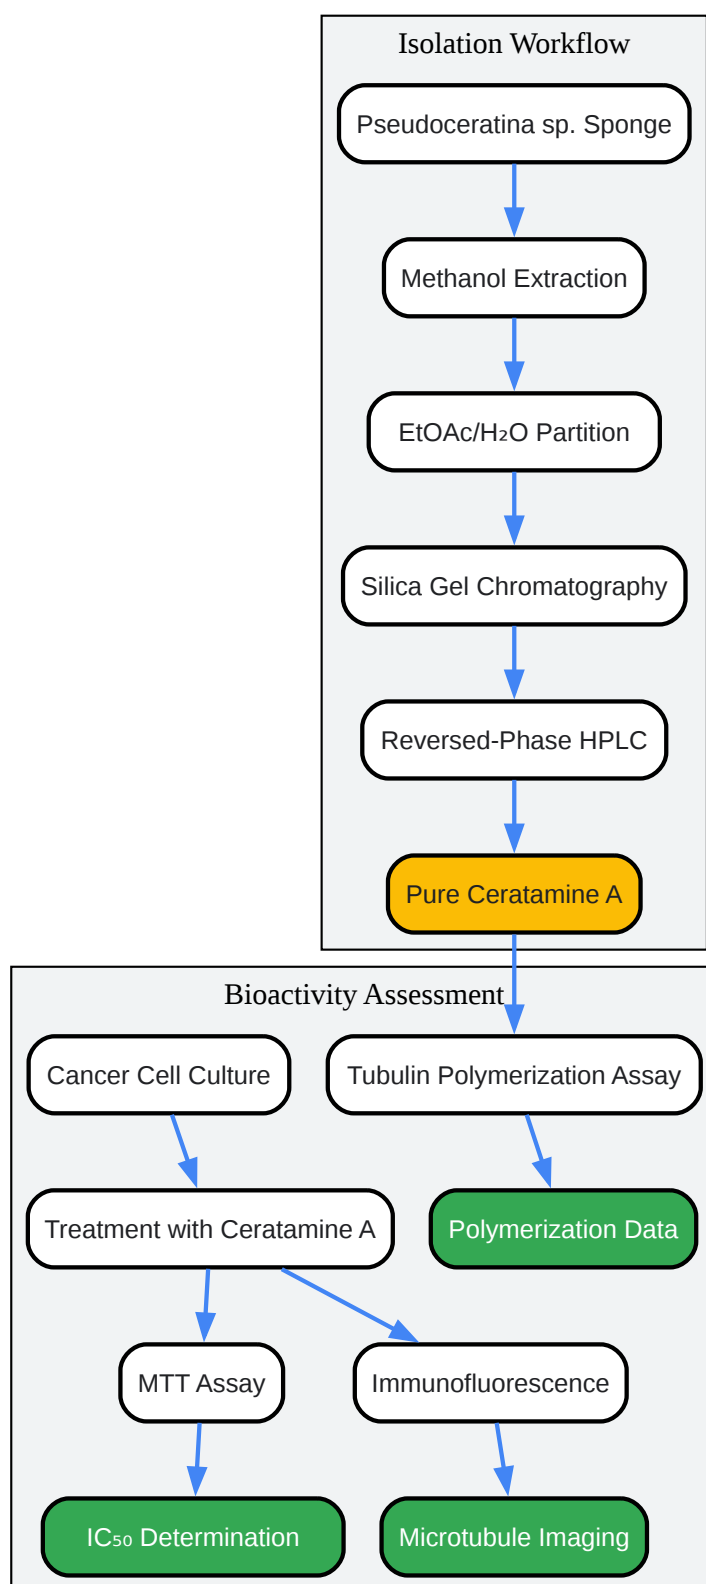 Isolation Workflow
Pseudoceratina sp. Sponge
Methanol Extraction
EtOAc/H₂O Partition
Silica Gel Chromatography
Reversed-Phase HPLC
Pure Ceratamine A
Bioactivity Assessment
Cancer Cell Culture
Tubulin Polymerization Assay
Treatment with Ceratamine A
Polymerization Data
MTT Assay
Immunofluorescence
IC₅₀ Determination
Microtubule Imaging